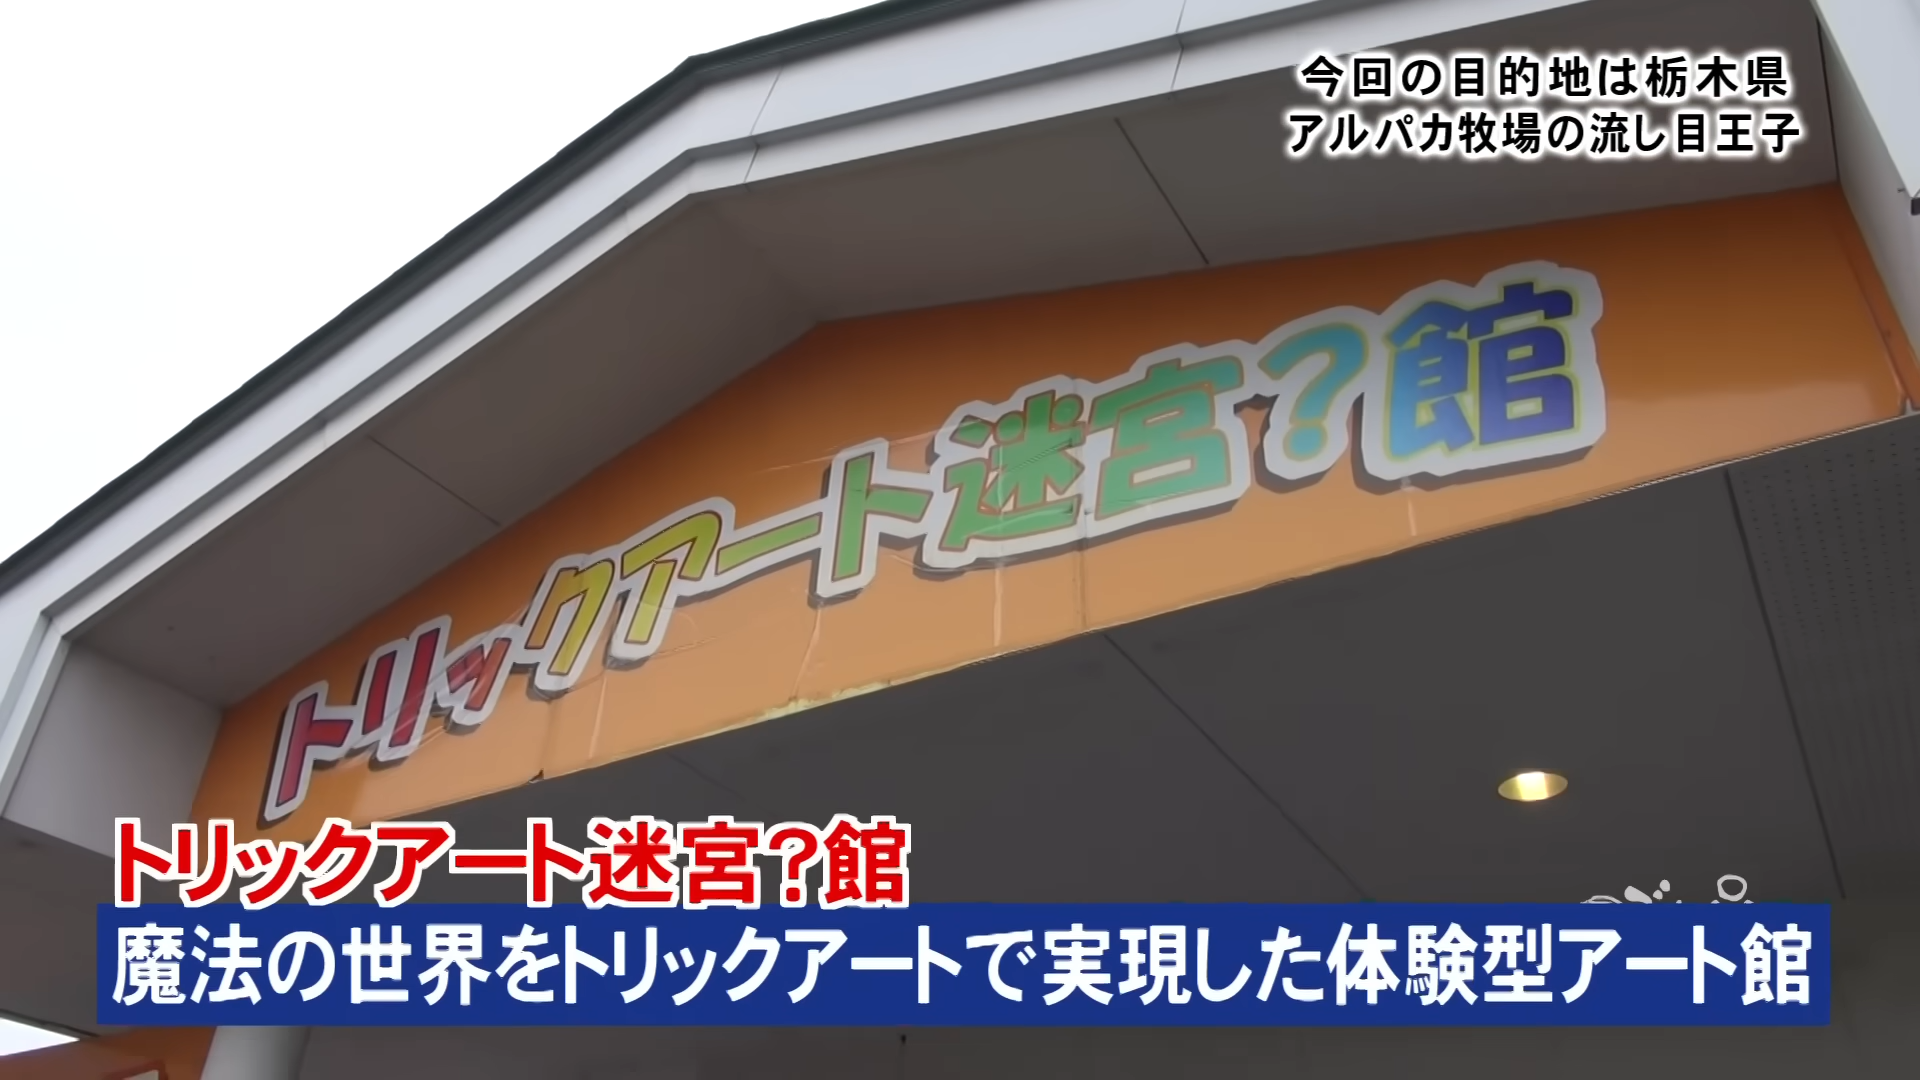 今回の目的地は栃木県
アルパカ牧場の流し目王子
トリックアート迷宮?館
トリックアート迷宮?館
魔法の世界をトリックアートで実現した体験型アート館